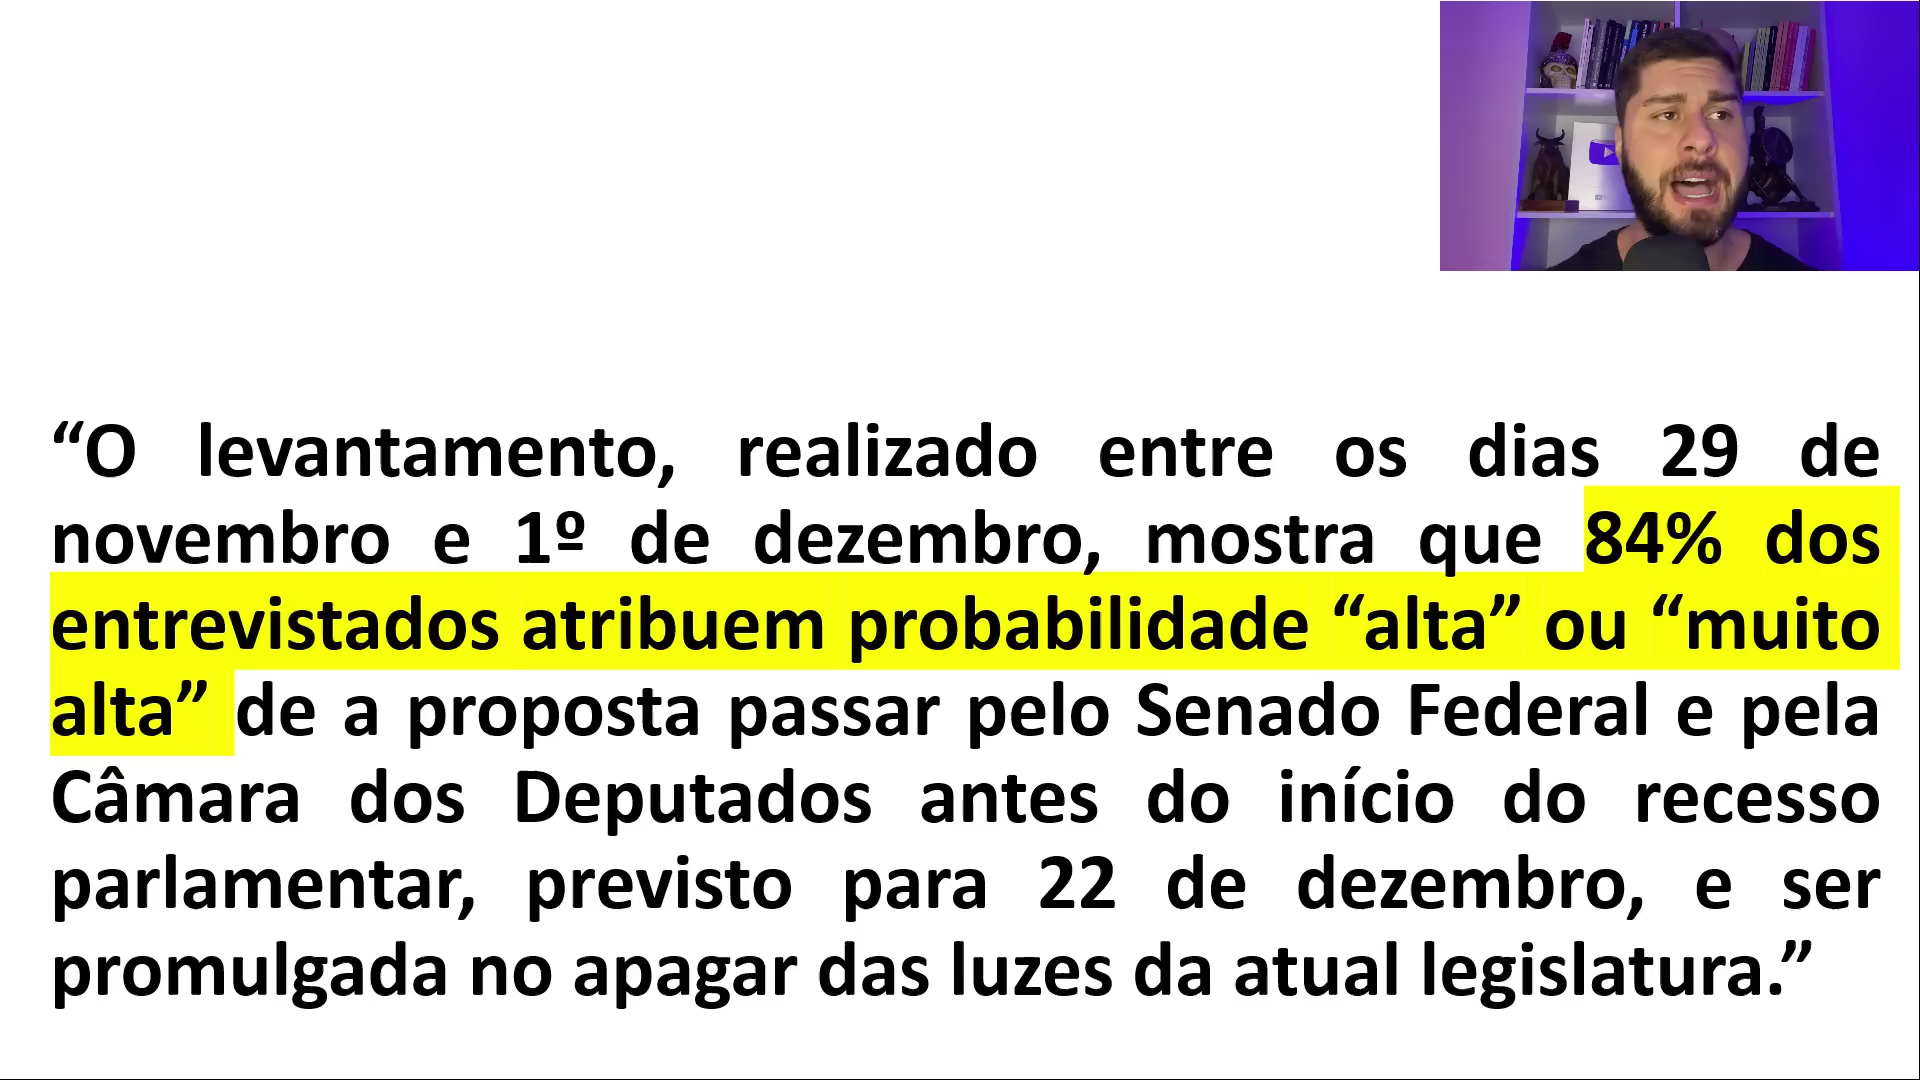 “O levantamento, realizado entre os dias 29 de
novembro e 1º de dezembro, mostra que 84% dos
entrevistados atribuem probabilidade “alta” ou “muito
alta” de a proposta passar pelo Senado Federal e pela
Câmara dos Deputados antes do início do recesso
parlamentar, previsto para 22 de dezembro, e ser
promulgada no apagar das luzes da atual legislatura.”